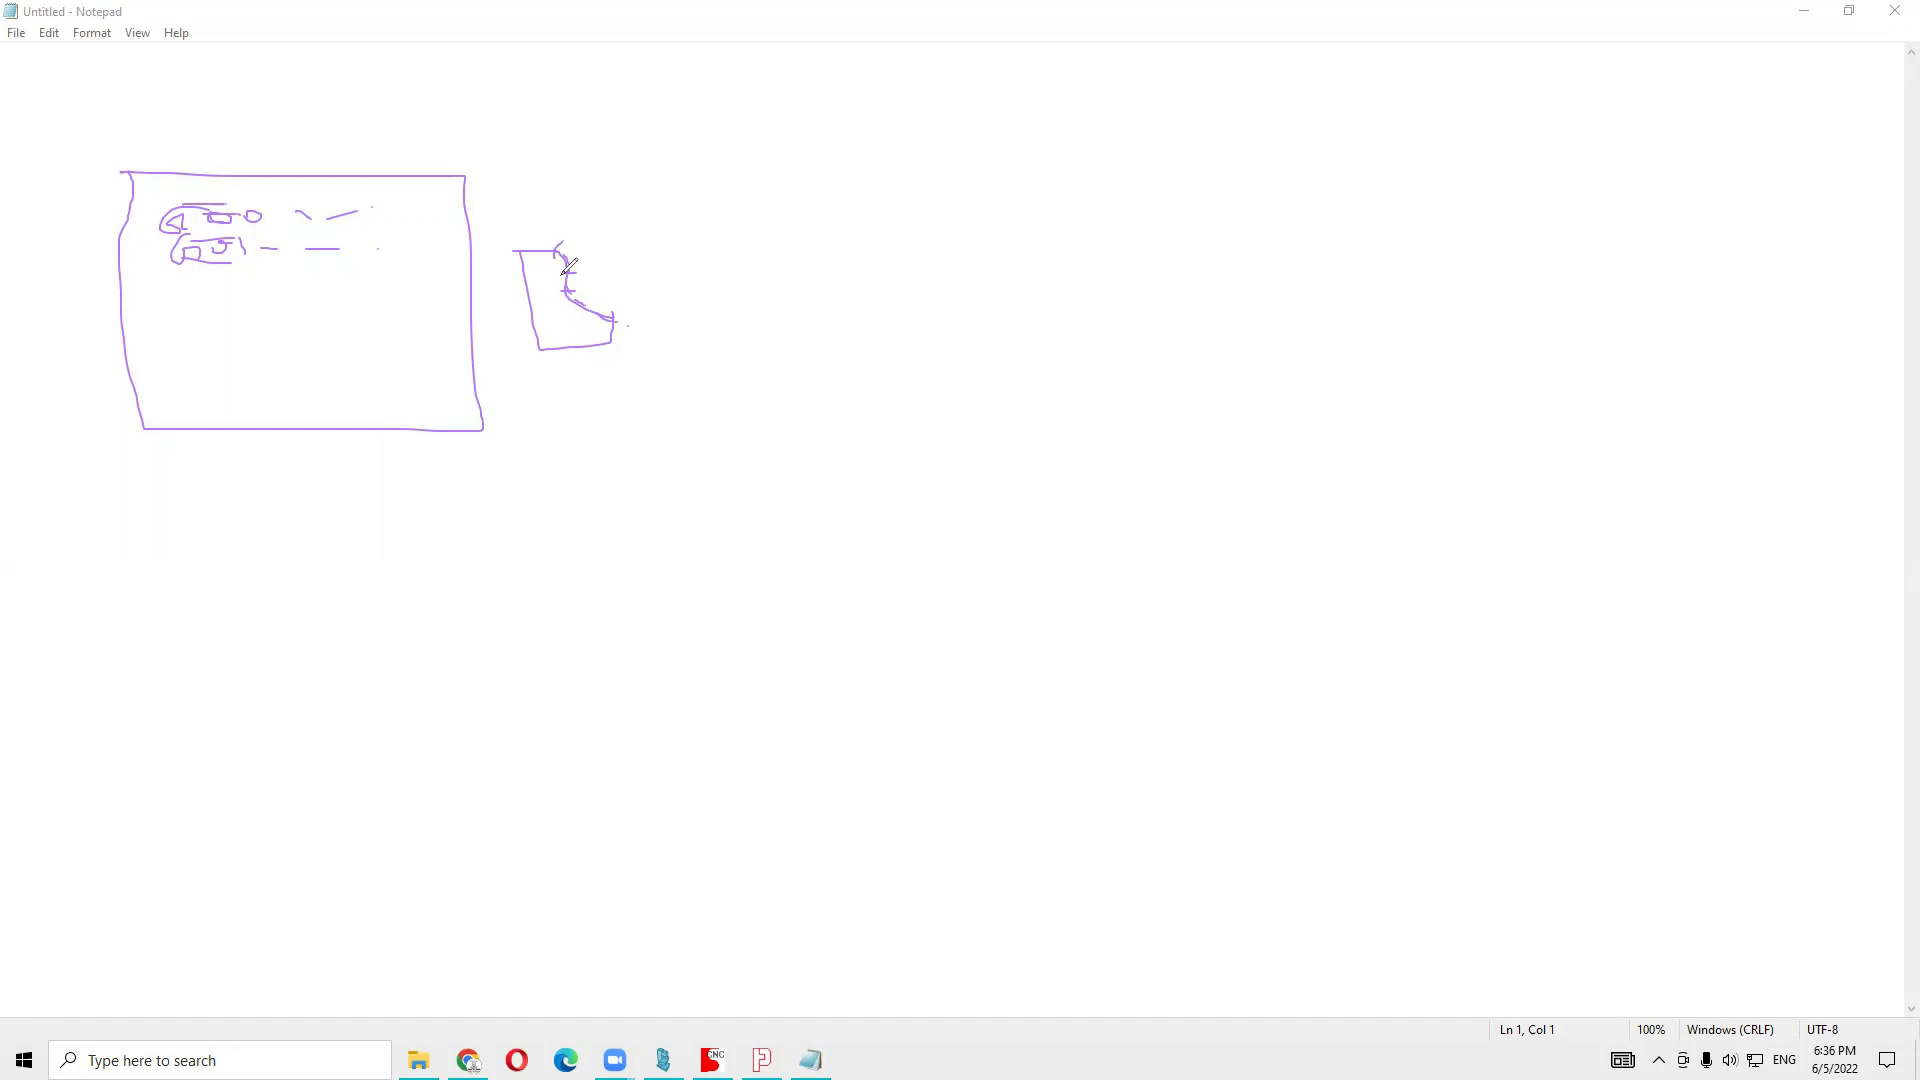 Untitled - Notepad
File Edit Format View Help
Ln 1, Col 1 100% Windows (CRLF) UTF-8
Type here to search
CNC
ENG
6:36 PM
6/5/2022